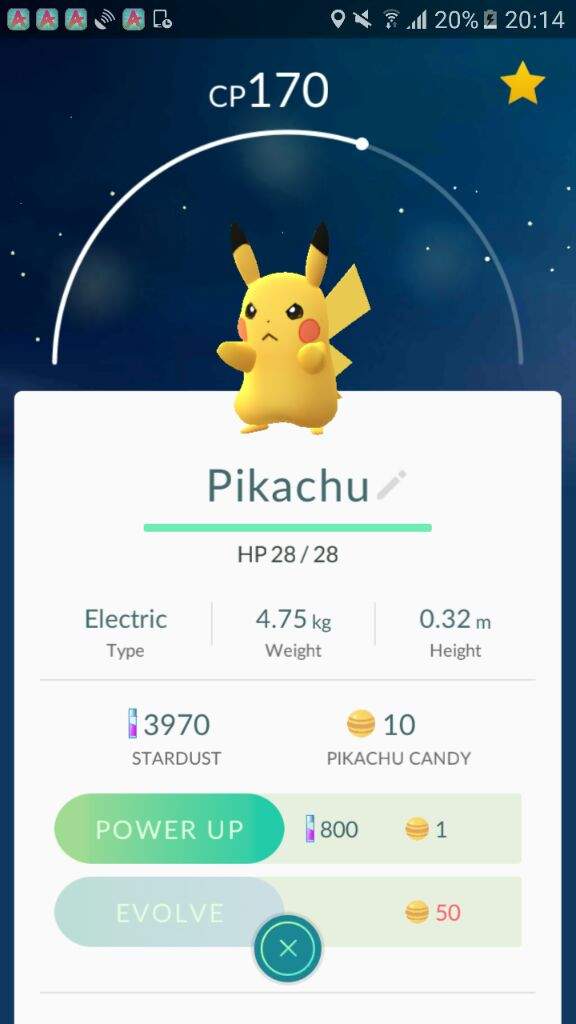 20% 20:14
CP170
Pikachu
HP 28 / 28
Electric 4.75 kg 0.32 m
Type Weight Height
3970 10
STARDUST PIKACHU CANDY
POWER UP 800 1
EVOLVE 50